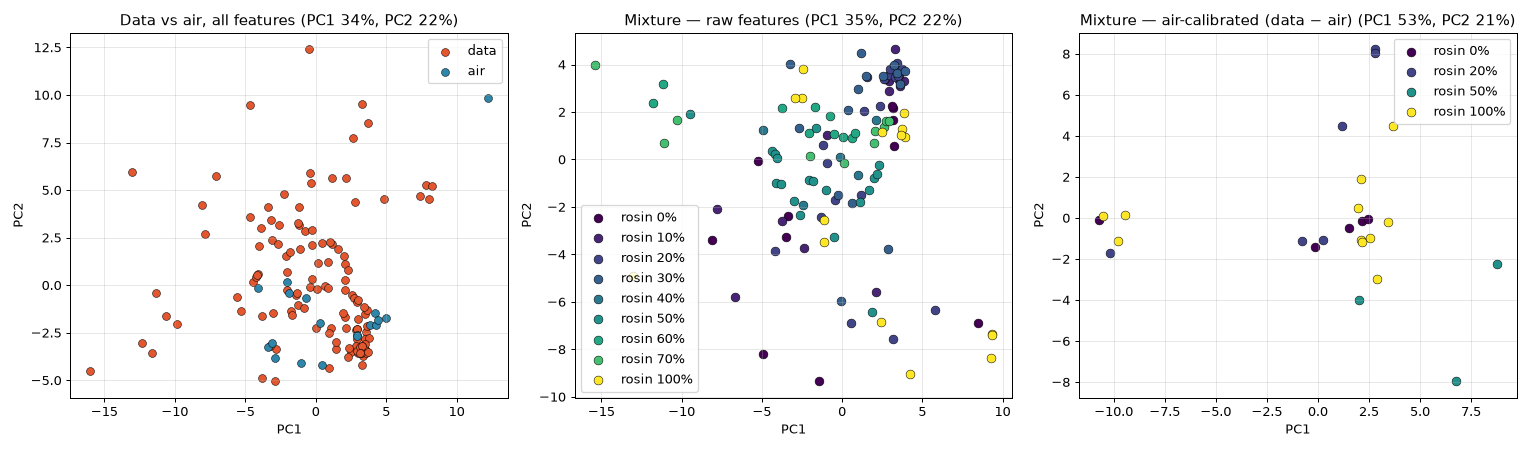 Data vs air, all features (PC1 34%, PC2 22%)
12.5
10.0
7.5
5.0
2.5
0.0
−2.5
−5.0
PC2
−15
−10
−5
0
5
10
PC1
data
air
Mixture — raw features (PC1 35%, PC2 22%)
4
2
0
−2
−4
−6
−8
−10
PC2
rosin 0%
rosin 10%
rosin 20%
rosin 30%
rosin 40%
rosin 50%
rosin 60%
rosin 70%
rosin 100%
−15
−10
−5
0
5
10
PC1
Mixture — air-calibrated (data − air) (PC1 53%, PC2 21%)
8
6
4
2
0
−2
−4
−6
−8
PC2
rosin 0%
rosin 20%
rosin 50%
rosin 100%
−10.0
−7.5
−5.0
−2.5
0.0
2.5
5.0
7.5
PC1